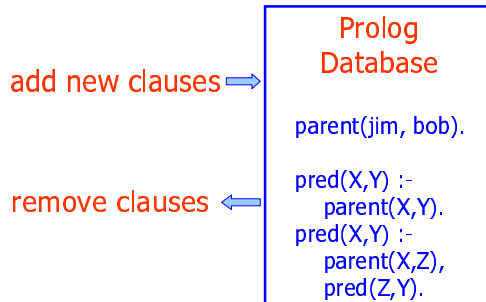 add new clauses
remove clauses
Prolog
Database
parent(jim, bob).
pred(X,Y) :-
parent(X,Y).
pred(X,Y) :-
parent(X,Z),
pred(Z,Y).